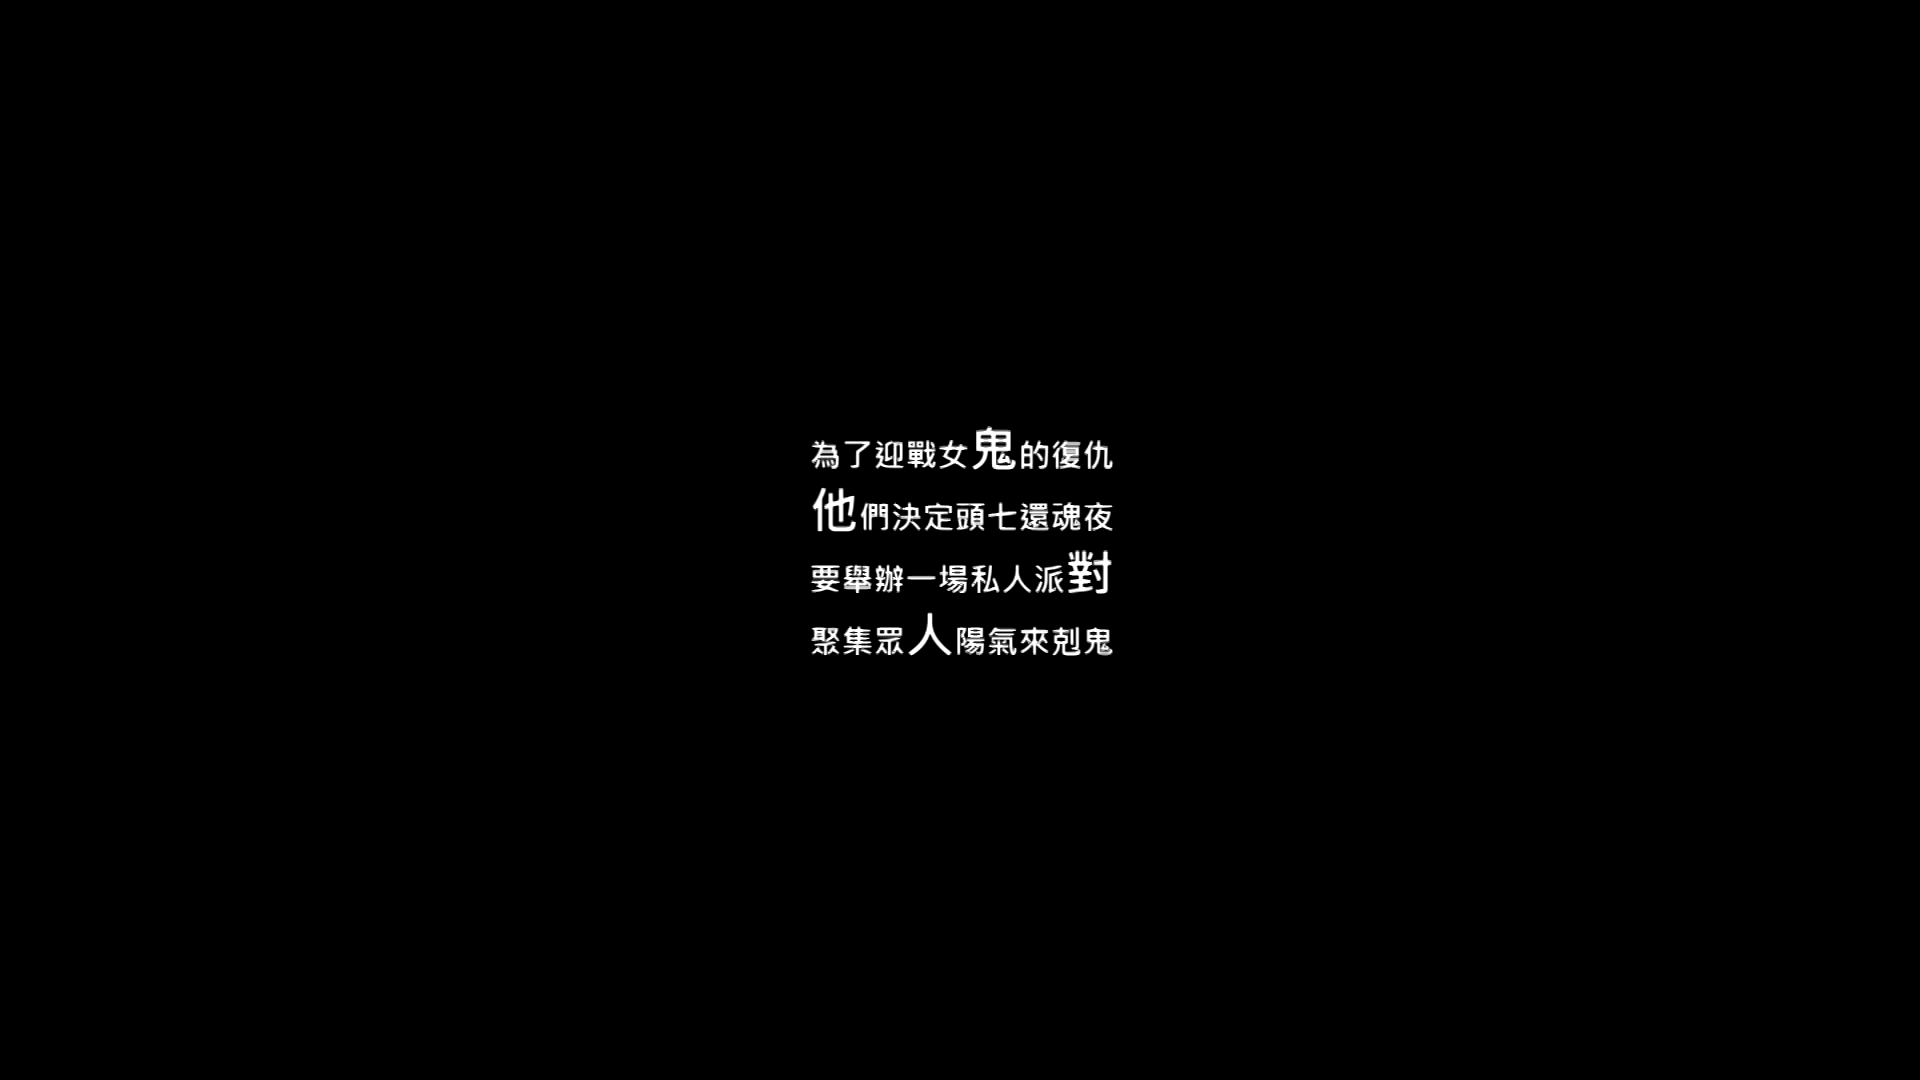 為了迎戰女鬼的復仇
他們決定頭七還魂夜
要舉辦一場私人派對
聚集眾人陽氣來剋鬼